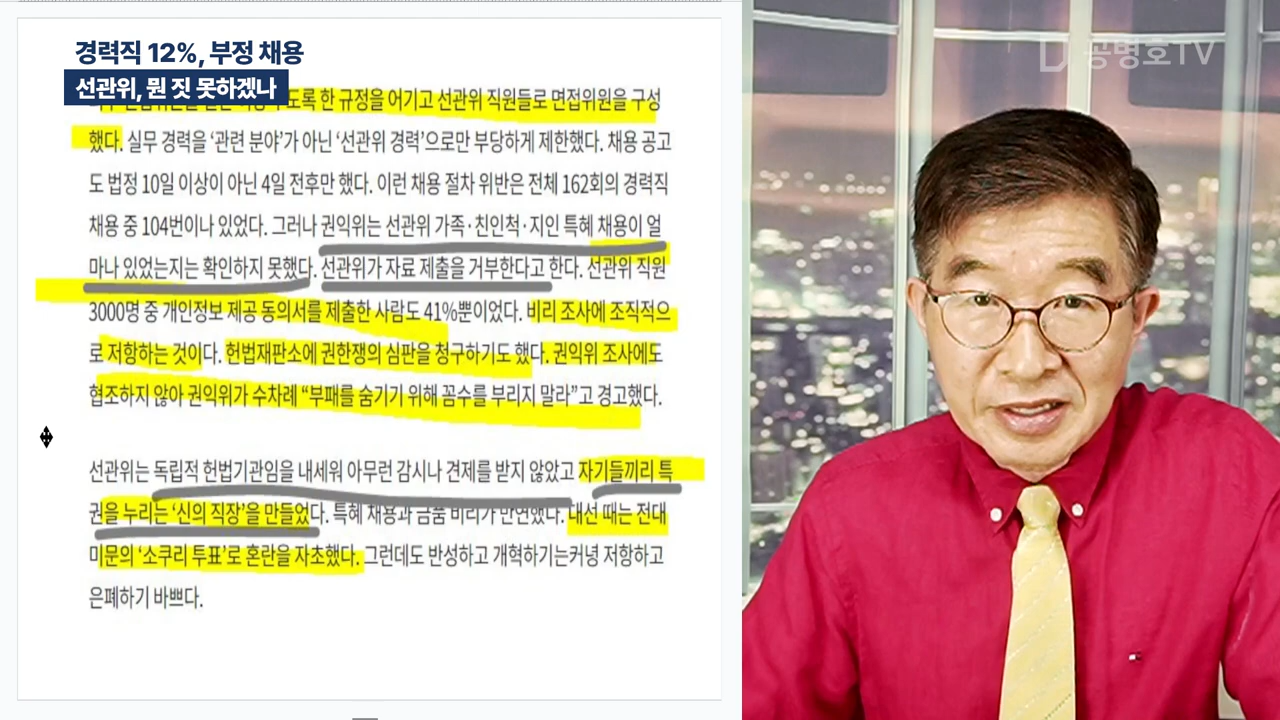 경력직 12%, 부정 채용
선관위, 뭔 짓 못하겠나
공병호TV
도록 한 규정을 어기고 선관위 직원들로 면접위원을 구성
했다. 실무 경력을 ‘관련 분야’가 아닌 ‘선관위 경력’으로만 부당하게 제한했다. 채용 공고
도 법정 10일 이상이 아닌 4일 전후만 했다. 이런 채용 절차 위반은 전체 162회의 경력직
채용 중 104번이나 있었다. 그러나 권익위는 선관위 가족·친인척·지인 특혜 채용이 얼
마나 있었는지는 확인하지 못했다. 선관위가 자료 제출을 거부한다고 한다. 선관위 직원
3000명 중 개인정보 제공 동의서를 제출한 사람도 41%뿐이었다. 비리 조사에 조직적으
로 저항하는 것이다. 헌법재판소에 권한쟁의 심판을 청구하기도 했다. 권익위 조사에도
협조하지 않아 권익위가 수차례 “부패를 숨기기 위해 꼼수를 부리지 말라”고 경고했다.
선관위는 독립적 헌법기관임을 내세워 아무런 감시나 견제를 받지 않았고 자기들끼리 특
권을 누리는 ‘신의 직장’을 만들었다. 특혜 채용과 금품 비리가 만연했다. 대선 때는 전대
미문의 ‘소쿠리 투표’로 혼란을 자초했다. 그런데도 반성하고 개혁하기는커녕 저항하고
은폐하기 바쁘다.